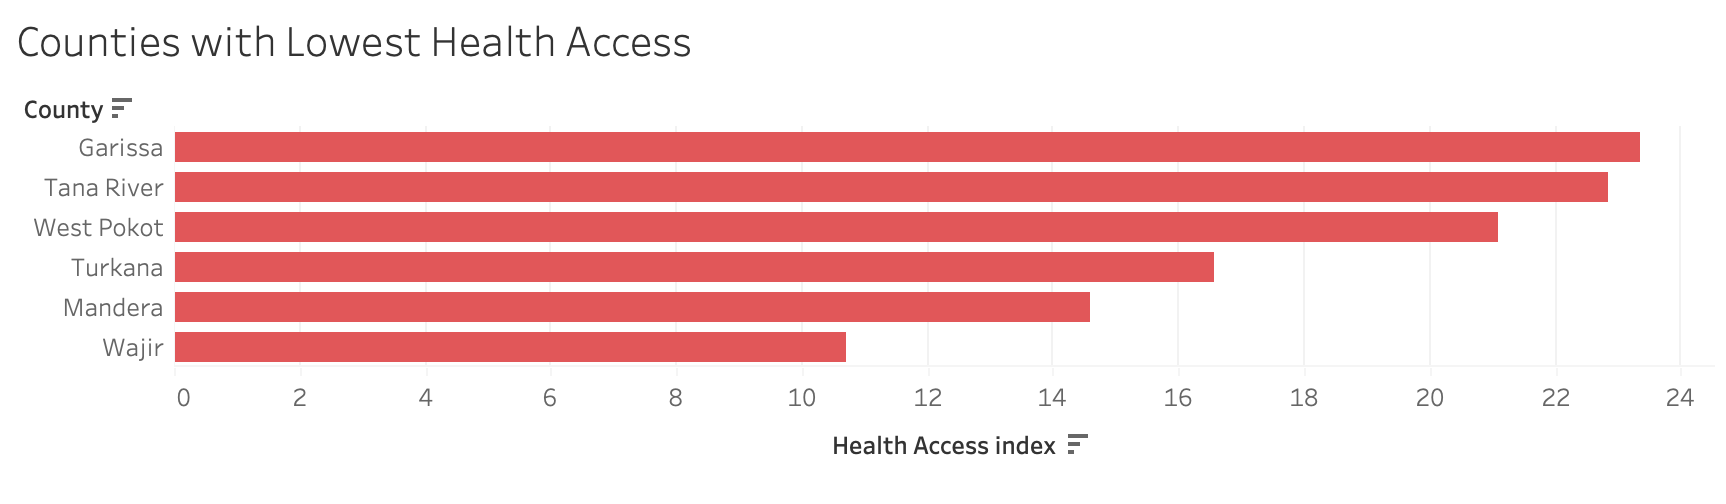 Counties with Lowest Health Access
County
Garissa
Tana River
West Pokot
Turkana
Mandera
Wajir
0 2 4 6 8 10 12 14 16 18 20 22 24
Health Access index